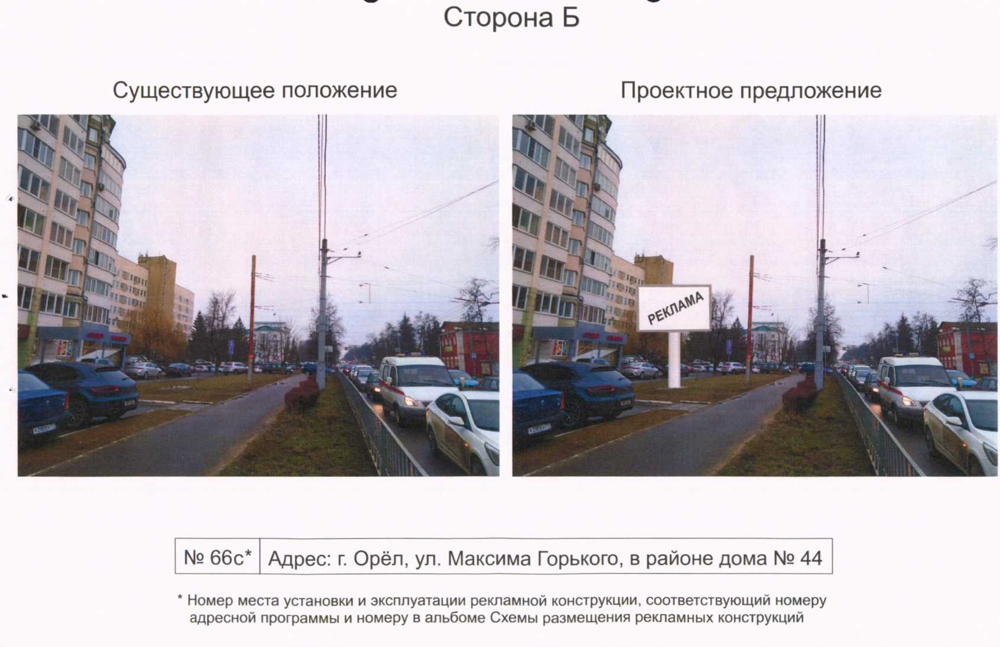 Сторона Б
Существующее положение
Проектное предложение
РЕКЛАМА
№ 66с*
Адрес: г. Орёл, ул. Максима Горького, в районе дома № 44
* Номер места установки и эксплуатации рекламной конструкции, соответствующий номеру
адресной программы и номеру в альбоме Схемы размещения рекламных конструкций